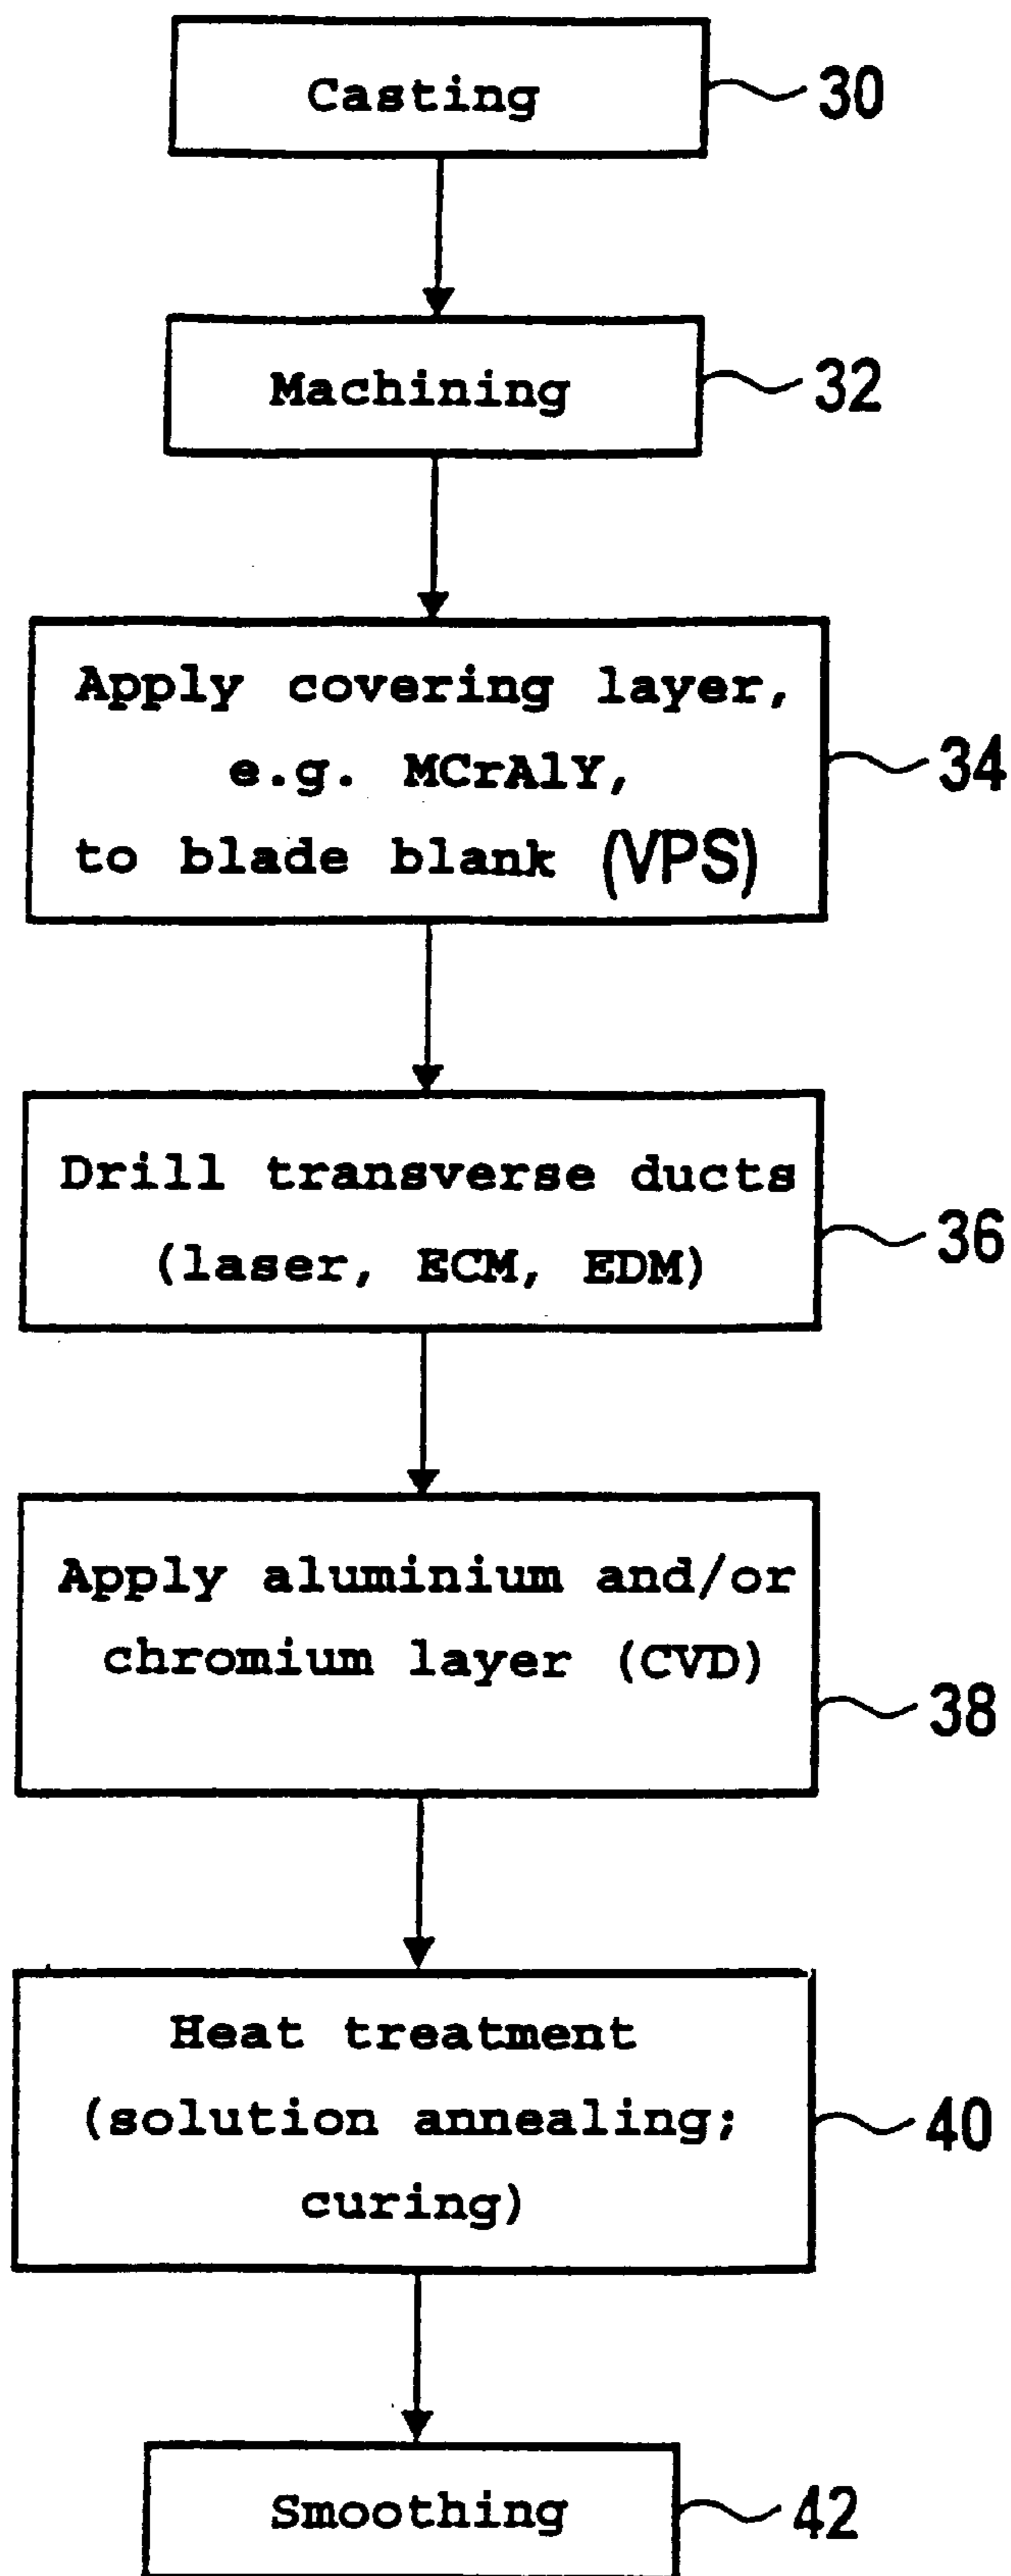 Casting
30
Machining
32
Apply covering layer,
e.g. MCrAlY,
to blade blank (VPS)
34
Drill transverse ducts
(laser, ECM, EDM)
36
Apply aluminium and/or
chromium layer (CVD)
38
Heat treatment
(solution annealing;
curing)
40
Smoothing
42